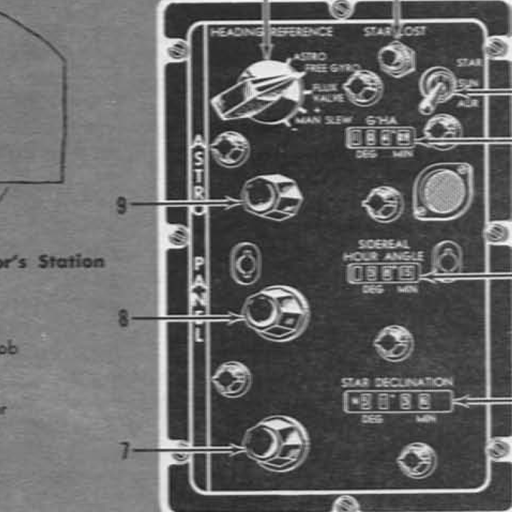 HEADING REFERENCE
STAR LOST
ASTRO
FREE GYRO
FLUX
VALVE
+
MAN SLEW
-
STAR
SUN
AUR
G'HA
DEG MIN
ASTRO PANEL
9
SIDEREAL
HOUR ANGLE
DEG MIN
or's Station
8
ob
STAR DECLINATION
DEG MIN
7